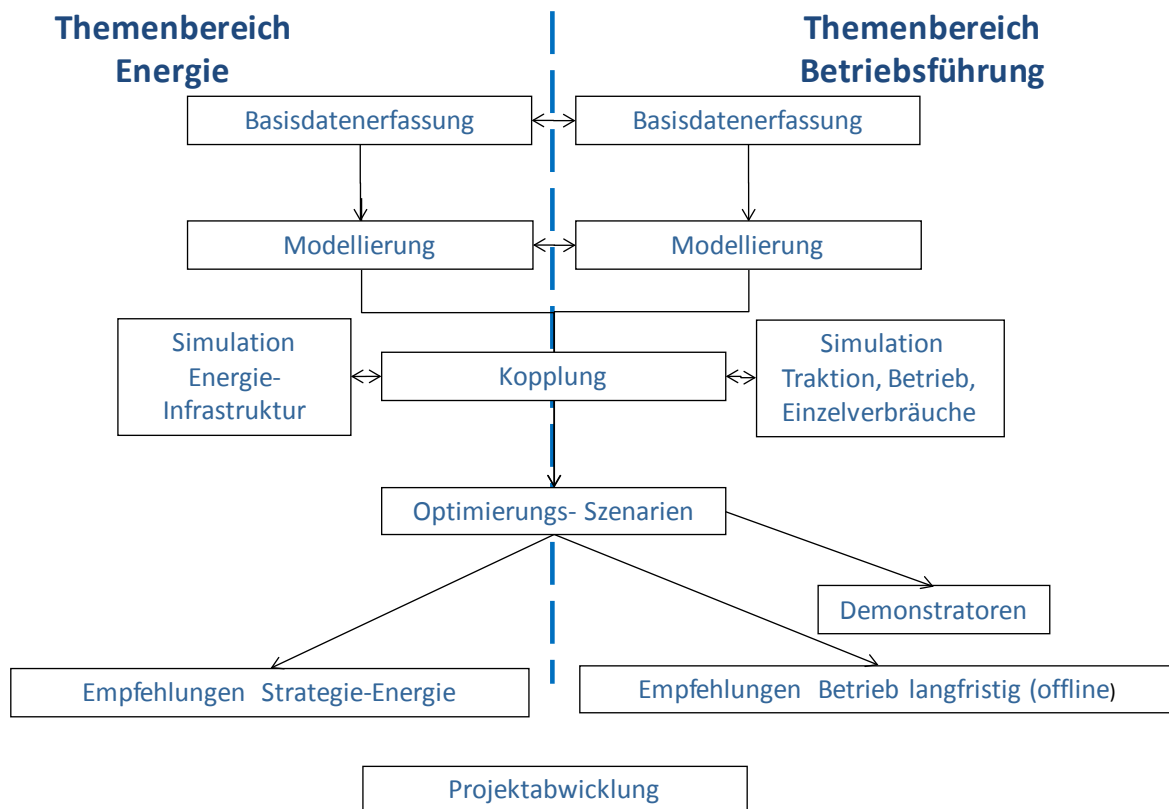 Themenbereich
Energie
Themenbereich
Betriebsführung
Basisdatenerfassung
Basisdatenerfassung
Modellierung
Modellierung
Simulation
Energie-
Infrastruktur
Kopplung
Simulation
Traktion, Betrieb,
Einzelverbräuche
Optimierungs- Szenarien
Demonstratoren
Empfehlungen Strategie-Energie
Empfehlungen Betrieb langfristig (offline)
Projektabwicklung